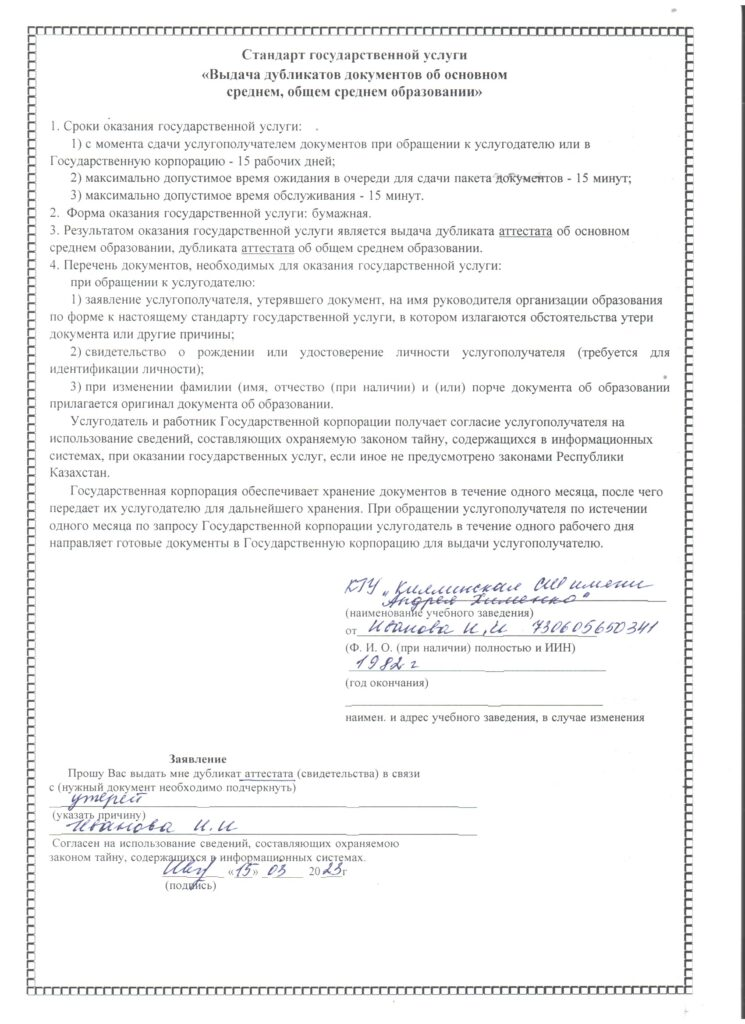 Стандарт государственной услуги
«Выдача дубликатов документов об основном
среднем, общем среднем образовании»
1. Сроки оказания государственной услуги:
1) с момента сдачи услугополучателем документов при обращении к услугодателю или в
Государственную корпорацию - 15 рабочих дней;
2) максимально допустимое время ожидания в очереди для сдачи пакета документов - 15 минут;
3) максимально допустимое время обслуживания - 15 минут.
2. Форма оказания государственной услуги: бумажная.
3. Результатом оказания государственной услуги является выдача дубликата аттестата об основном
среднем образовании, дубликата аттестата об общем среднем образовании.
4. Перечень документов, необходимых для оказания государственной услуги:
при обращении к услугодателю:
1) заявление услугополучателя, утерявшего документ, на имя руководителя организации образования
по форме к настоящему стандарту государственной услуги, в котором излагаются обстоятельства утери
документа или другие причины;
2) свидетельство о рождении или удостоверение личности услугополучателя (требуется для
идентификации личности);
3) при изменении фамилии (имя, отчество (при наличии) и (или) порче документа об образовании
прилагается оригинал документа об образовании.
Услугодатель и работник Государственной корпорации получает согласие услугополучателя на
использование сведений, составляющих охраняемую законом тайну, содержащихся в информационных
системах, при оказании государственных услуг, если иное не предусмотрено законами Республики
Казахстан.
Государственная корпорация обеспечивает хранение документов в течение одного месяца, после чего
передает их услугодателю для дальнейшего хранения. При обращении услугополучателя по истечении
одного месяца по запросу Государственной корпорации услугодатель в течение одного рабочего дня
направляет готовые документы в Государственную корпорацию для выдачи услугополучателю.
КГУ „Киялинская СШ имени
Андрея Хименко"
(наименование учебного заведения)
от Иванова И,И 730605650341
(Ф. И. О. (при наличии) полностью и ИИН)
1982 г
(год окончания)
наимен. и адрес учебного заведения, в случае изменения
Заявление
Прошу Вас выдать мне дубликат аттестата (свидетельства) в связи
с (нужный документ необходимо подчеркнуть)
утерей
(указать причину)
Иванова И.И
Согласен на использование сведений, составляющих охраняемою
законом тайну, содержащихся в информационных системах.
«15» 03 2023г
(подпись)